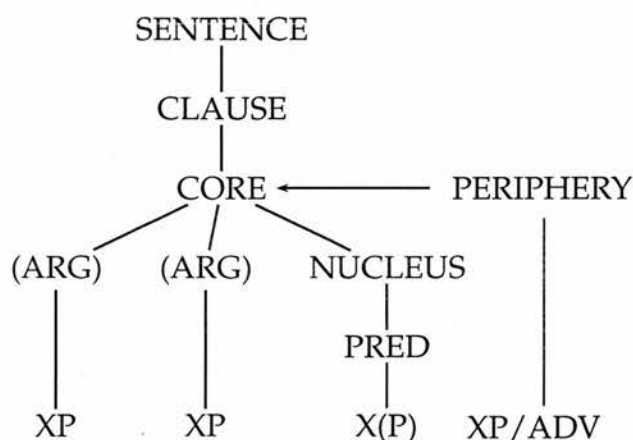 SENTENCE
CLAUSE
CORE PERIPHERY
(ARG) (ARG) NUCLEUS
PRED
XP XP X(P) XP/ADV